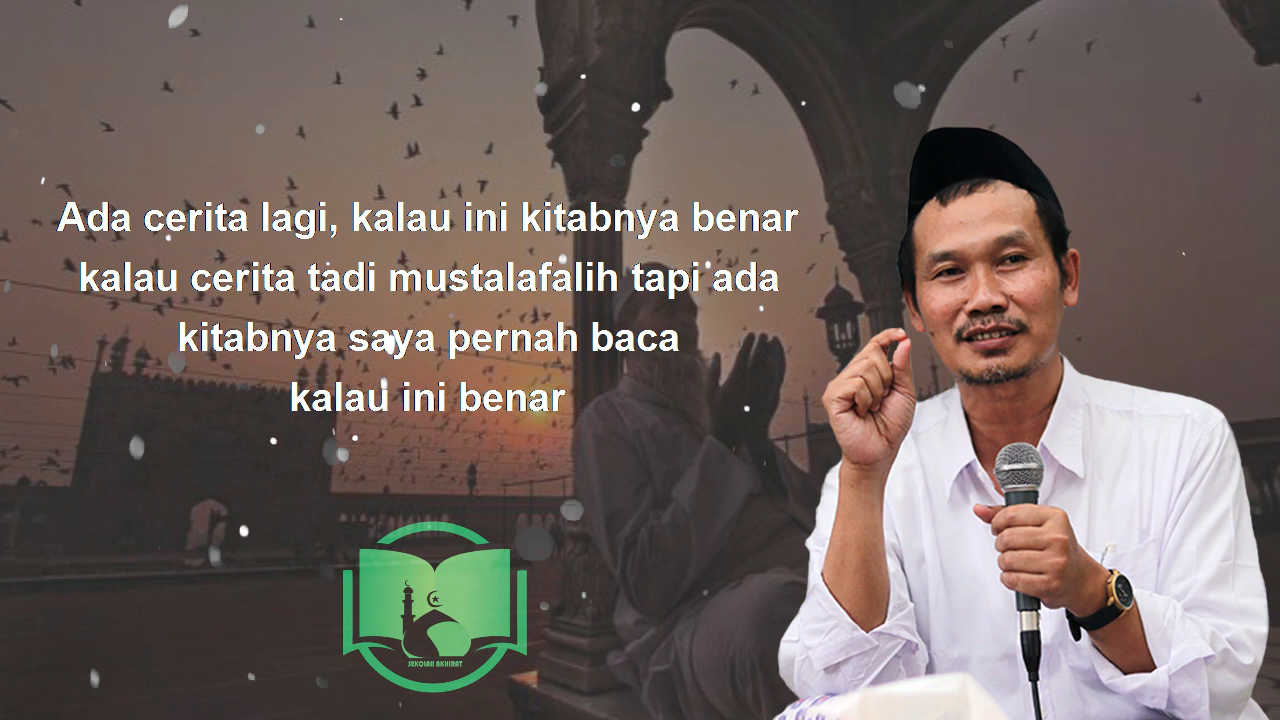 Ada cerita lagi, kalau ini kitabnya benar
kalau cerita tadi mustalafalih tapi ada
kitabnya saya pernah baca
kalau ini benar
SEKOLAH AKHIRAT